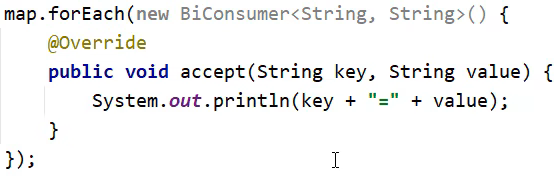 map.forEach(new BiConsumer<String, String>() {
    @Override
    public void accept(String key, String value) {
        System.out.println(key + "=" + value);
    }
});